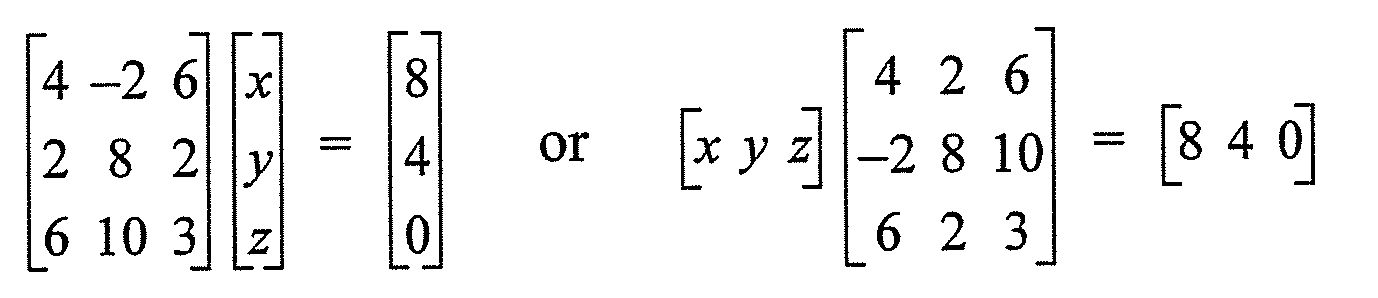 [4 –2 6] [x] [8] [4 2 6]
[2 8 2] [y] = [4] or [x y z] [–2 8 10] = [8 4 0]
[6 10 3] [z] [0] [6 2 3]